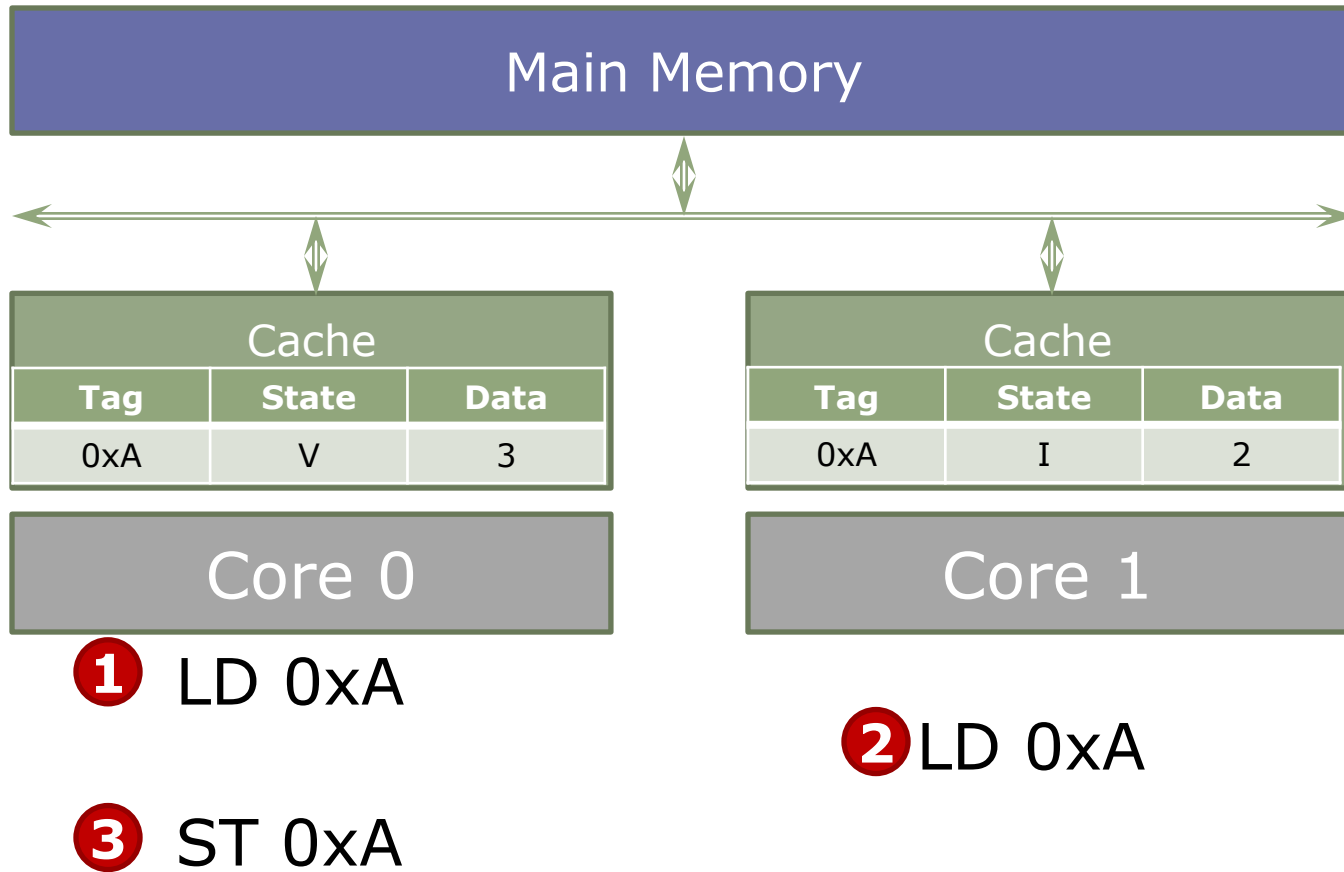 Main Memory
Cache
Tag State Data
0xA V 3
Core 0
Cache
Tag State Data
0xA I 2
Core 1
1 LD 0xA
2 LD 0xA
3 ST 0xA